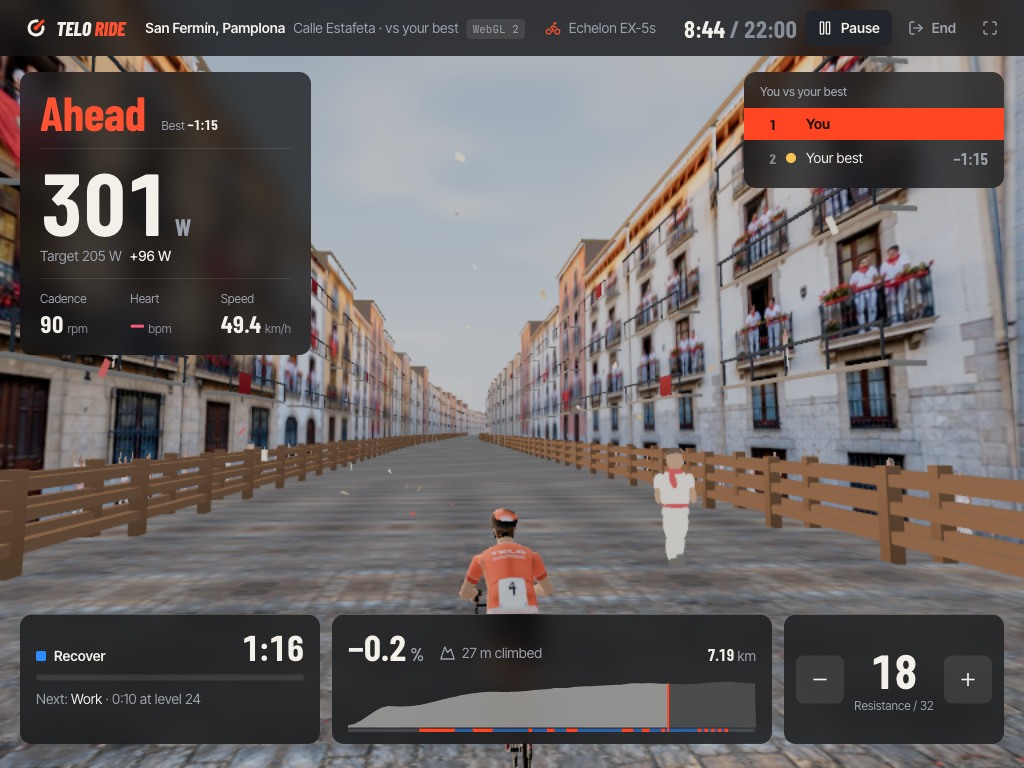 TELO RIDE San Fermín, Pamplona Calle Estafeta · vs your best WebGL 2 Echelon EX-5s 8:44 / 22:00 Pause End
Ahead Best −1:15
301 W
Target 205 W +96 W
Cadence Heart Speed
90 rpm — bpm 49.4 km/h
You vs your best
1 You
2 Your best −1:15
TELO
4
Recover 1:16
Next: Work · 0:10 at level 24
−0.2 % 27 m climbed 7.19 km
− 18 +
Resistance / 32